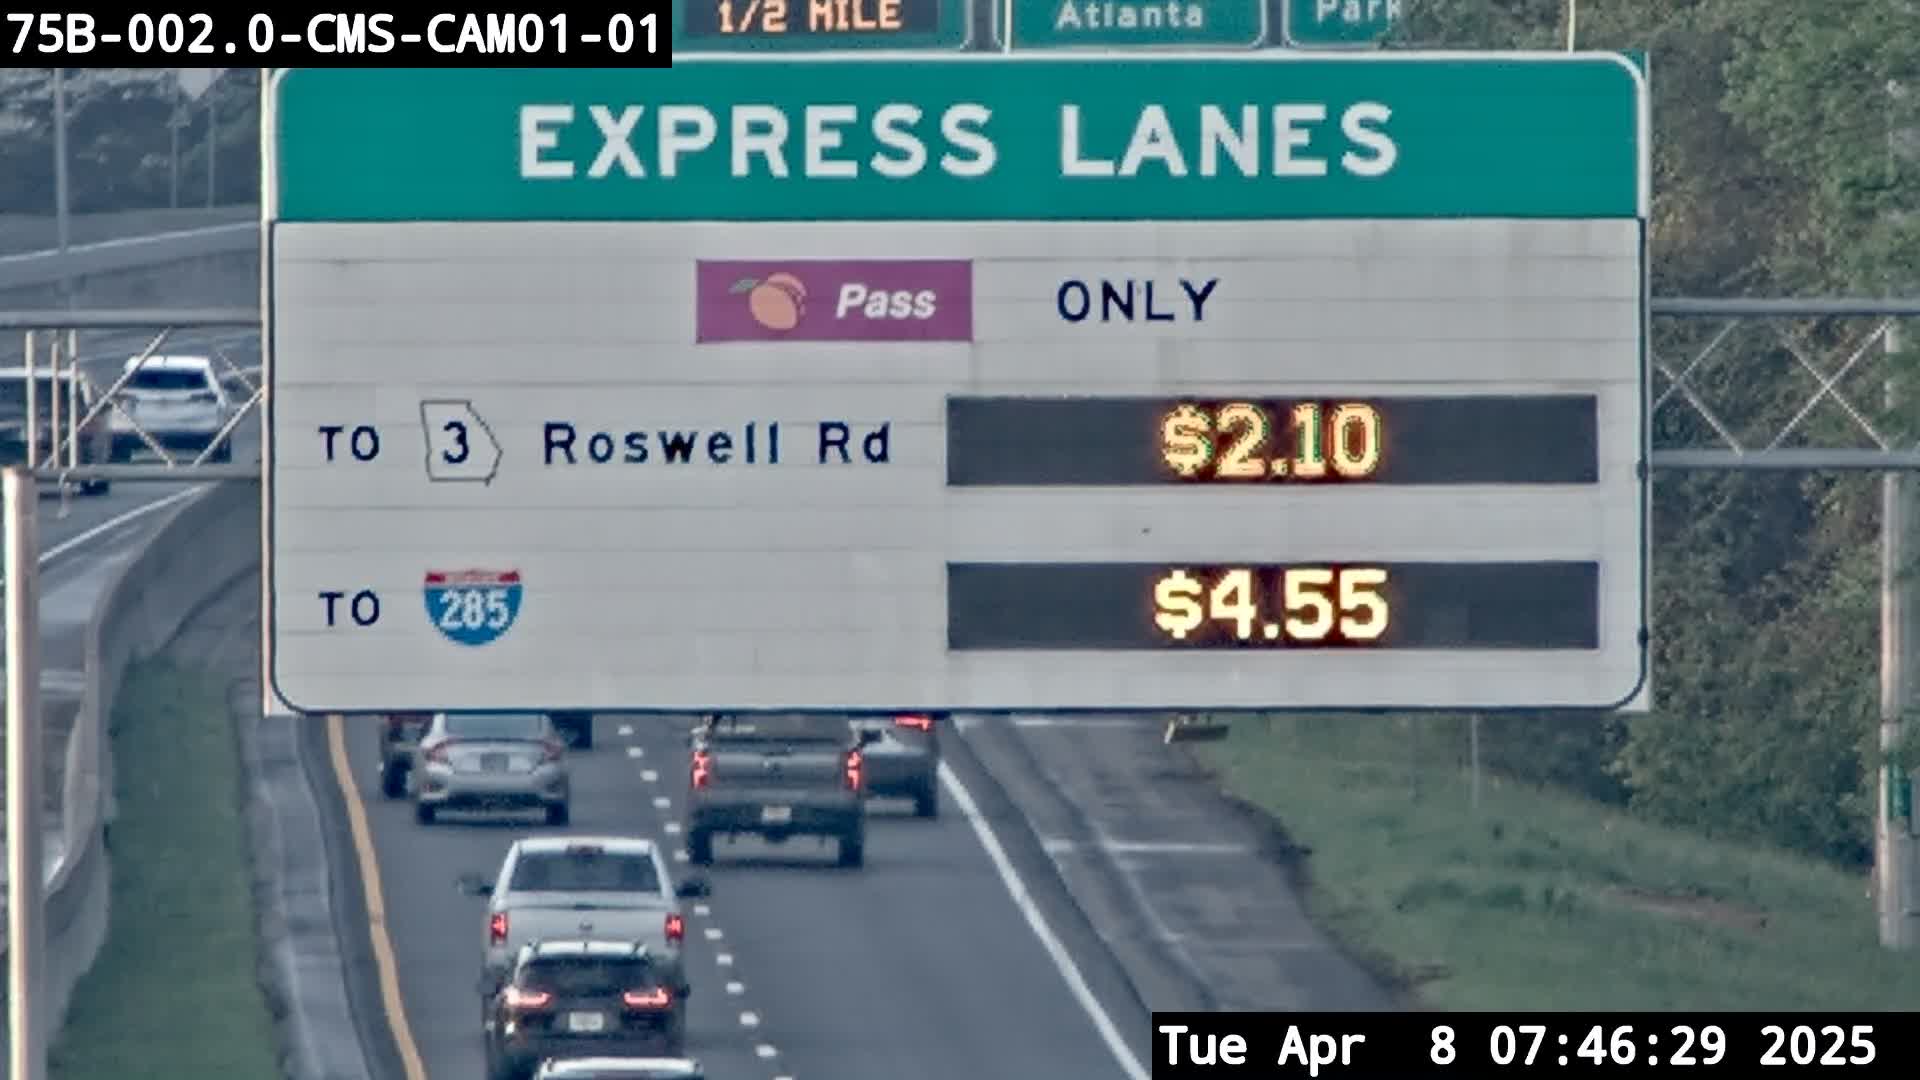 75B-002.0-CMS-CAM01-01
1/2 MILE
Atlanta
Park
EXPRESS LANES
Pass ONLY
TO 3 Roswell Rd $2.10
TO 285 $4.55
Tue Apr 8 07:46:29 2025